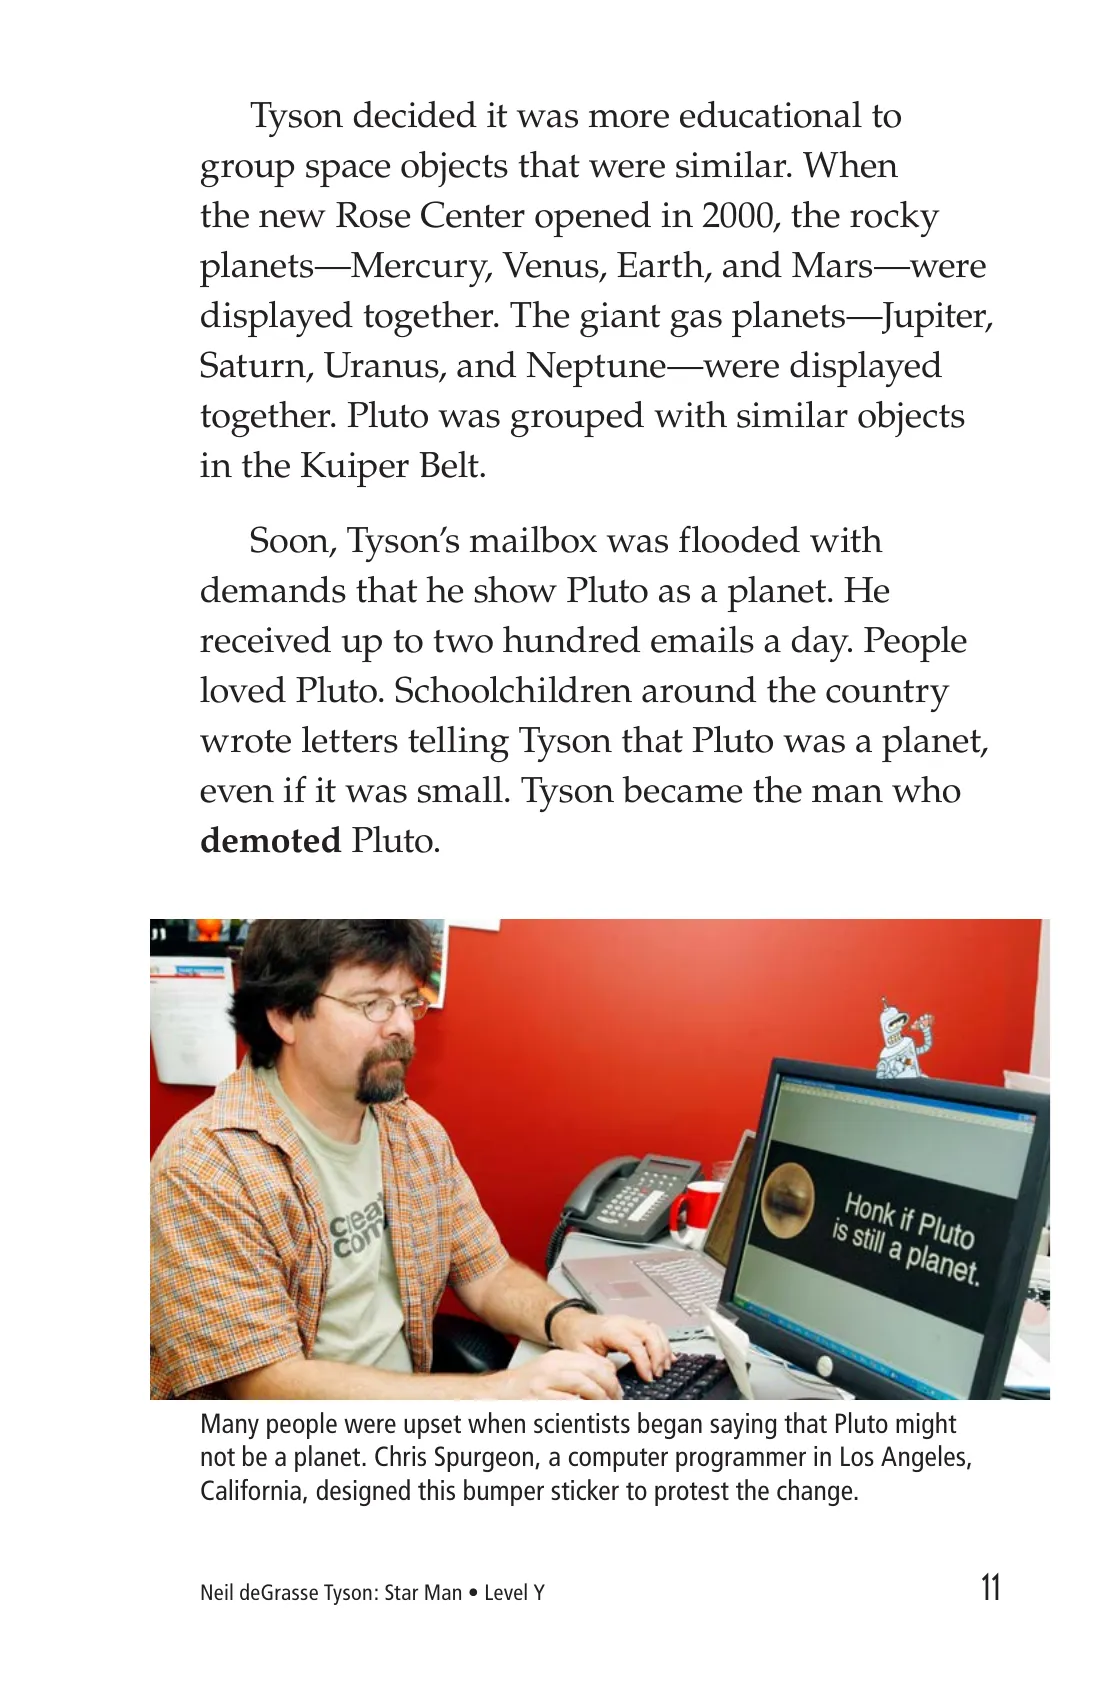 Tyson decided it was more educational to
group space objects that were similar. When
the new Rose Center opened in 2000, the rocky
planets—Mercury, Venus, Earth, and Mars—were
displayed together. The giant gas planets—Jupiter,
Saturn, Uranus, and Neptune—were displayed
together. Pluto was grouped with similar objects
in the Kuiper Belt.
Soon, Tyson’s mailbox was flooded with
demands that he show Pluto as a planet. He
received up to two hundred emails a day. People
loved Pluto. Schoolchildren around the country
wrote letters telling Tyson that Pluto was a planet,
even if it was small. Tyson became the man who
demoted Pluto.
Honk if Pluto
is still a planet.
Many people were upset when scientists began saying that Pluto might
not be a planet. Chris Spurgeon, a computer programmer in Los Angeles,
California, designed this bumper sticker to protest the change.
Neil deGrasse Tyson: Star Man • Level Y
11